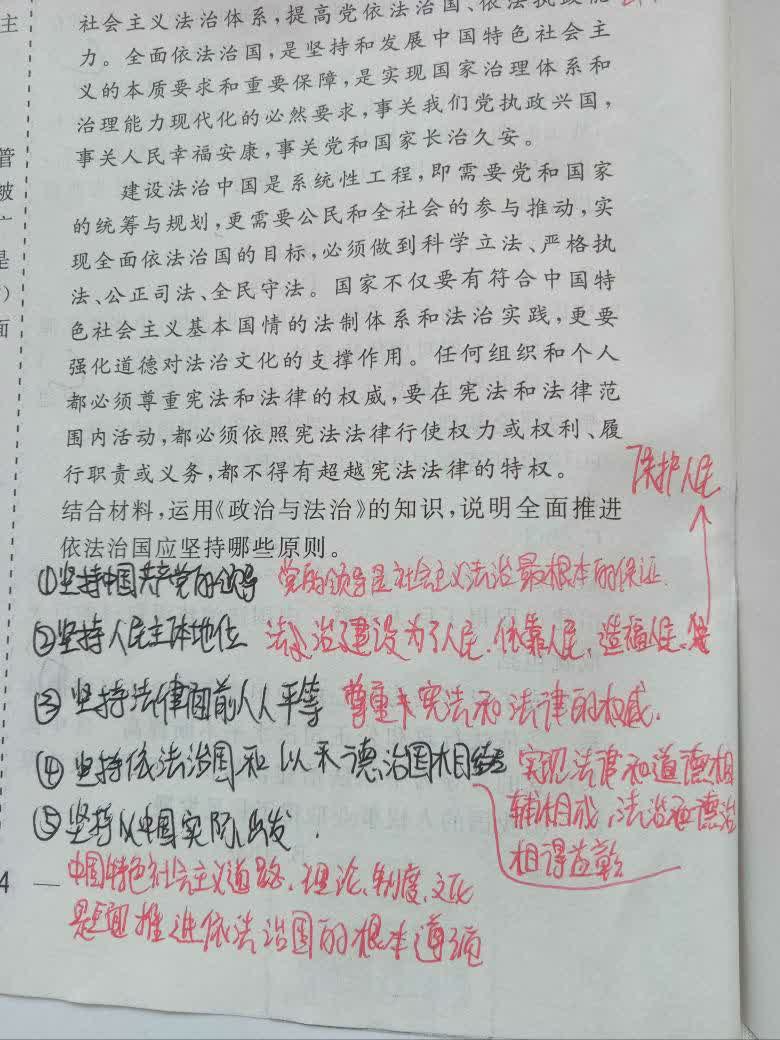 社会主义法治体系,提高党依法治国、依法执政能
力。全面依法治国,是坚持和发展中国特色社会主
义的本质要求和重要保障,是实现国家治理体系和
治理能力现代化的必然要求,事关我们党执政兴国,
事关人民幸福安康,事关党和国家长治久安。
建设法治中国是系统性工程,即需要党和国家
的统筹与规划,更需要公民和全社会的参与推动,实
现全面依法治国的目标,必须做到科学立法、严格执
法、公正司法、全民守法。国家不仅要有符合中国特
色社会主义基本国情的法制体系和法治实践,更要
强化道德对法治文化的支撑作用。任何组织和个人
都必须尊重宪法和法律的权威,要在宪法和法律范
围内活动,都必须依照宪法法律行使权力或权利、履
行职责或义务,都不得有超越宪法法律的特权。
保护人民
结合材料,运用《政治与法治》的知识,说明全面推进
依法治国应坚持哪些原则。
①坚持中国共产党的领导 党的领导是社会主义法治最根本的保证.
②坚持人民主体地位 法治建设为了人民.依靠人民,造福人民.
③坚持法律面前人人平等 尊重宪法和法律的权威.
④坚持依法治国和以德治国相结合 实现法律和道德相
辅相成,法治和德治
相得益彰
⑤坚持从中国实际出发.
中国特色社会主义道路.理论.制度.文化
是全面推进依法治国的根本遵循
主
管
被
是
)
面
4